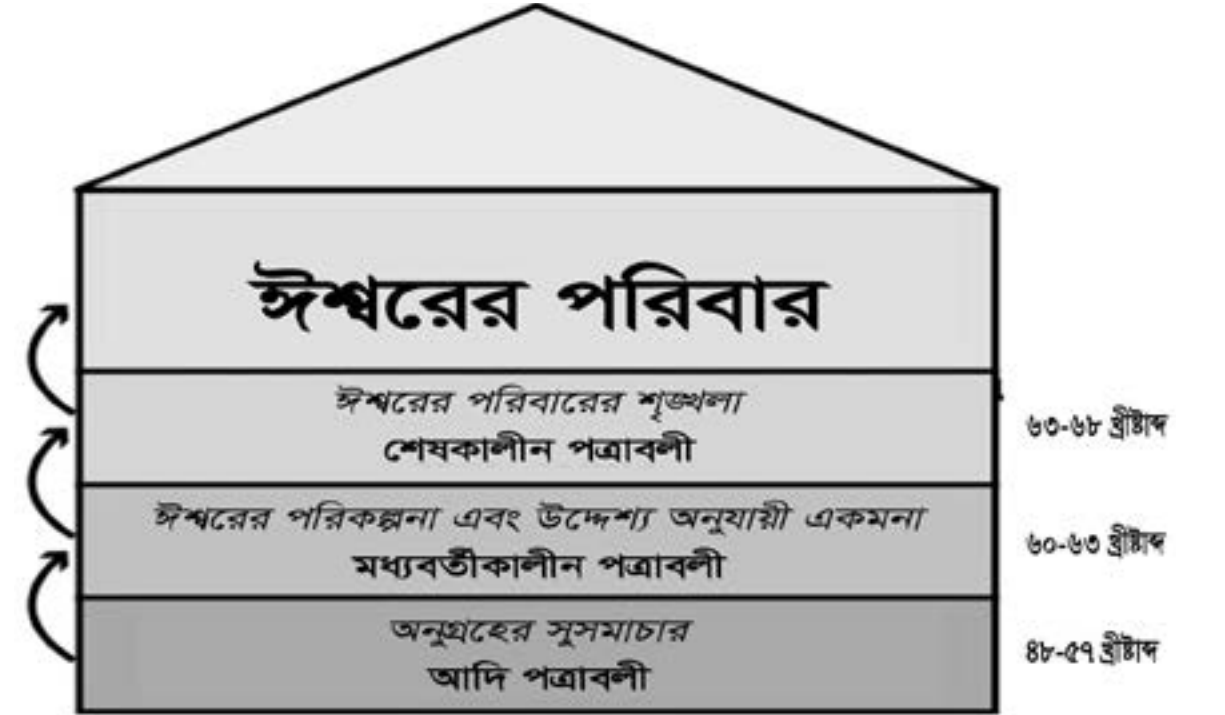 ঈশ্বরের পরিবার
ঈশ্বরের পরিবারের শৃঙ্খলা
শেষকালীন পত্রাবলী
৬৩-৬৮ খ্রীষ্টাব্দ
ঈশ্বরের পরিকল্পনা এবং উদ্দেশ্য অনুযায়ী একমনা
মধ্যবর্তীকালীন পত্রাবলী
৬০-৬৩ খ্রীষ্টাব্দ
অনুগ্রহের সুসমাচার
আদি পত্রাবলী
৪৮-৫৭ খ্রীষ্টাব্দ